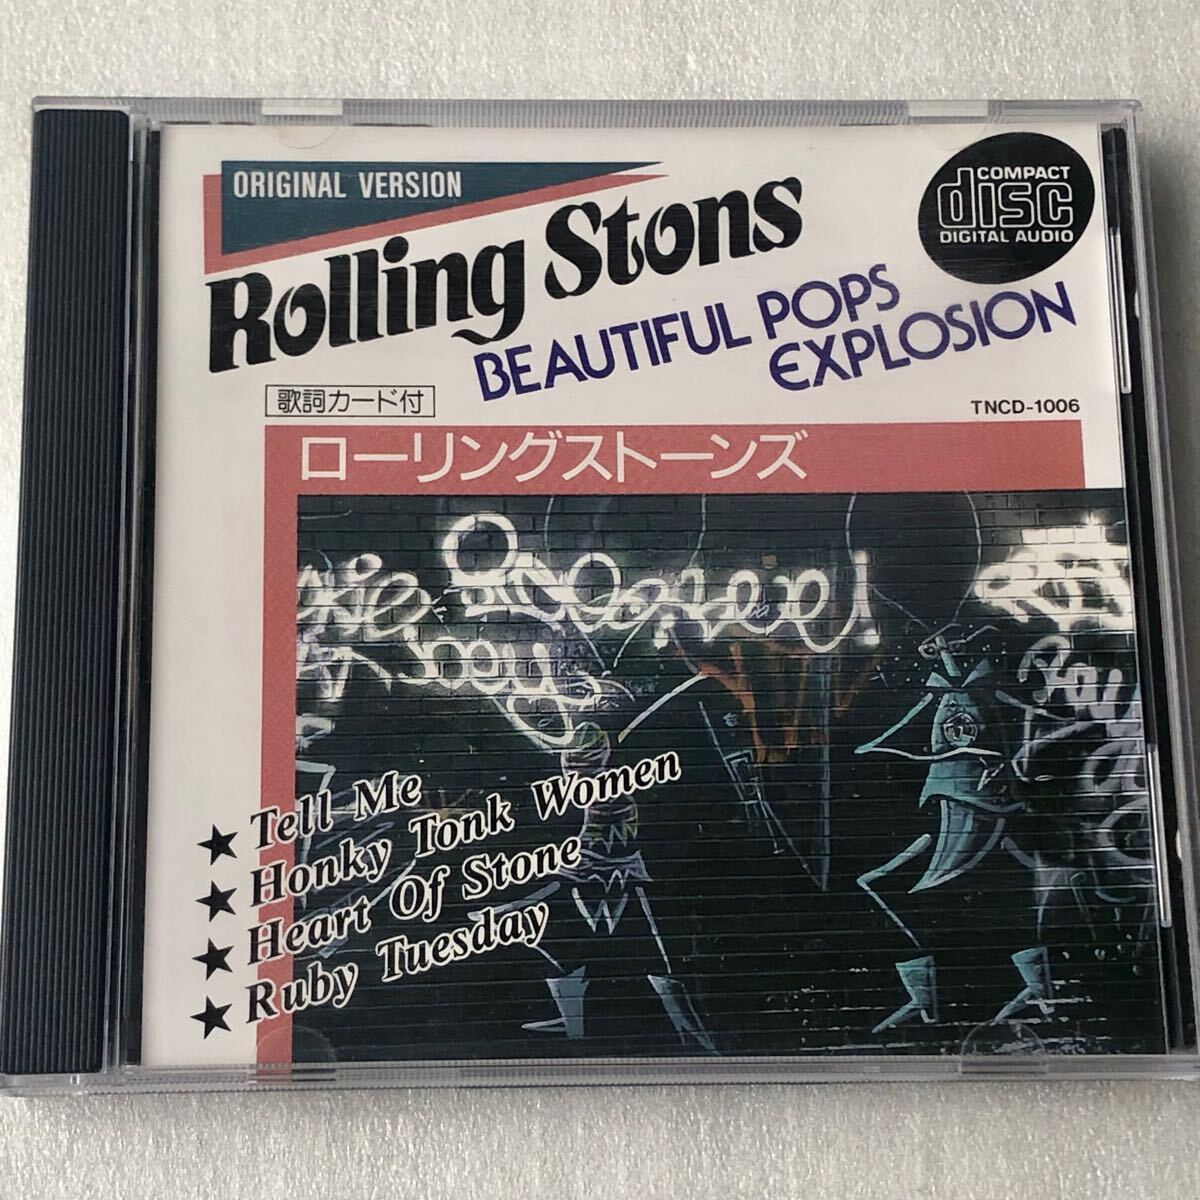 ORIGINAL VERSION
COMPACT
disc
DIGITAL AUDIO
Rolling Stons
BEAUTIFUL POPS
EXPLOSION
歌詞カード付
TNCD-1006
ローリングストーンズ
★ Tell Me
★ Honky Tonk Women
★ Heart Of Stone
★ Ruby Tuesday